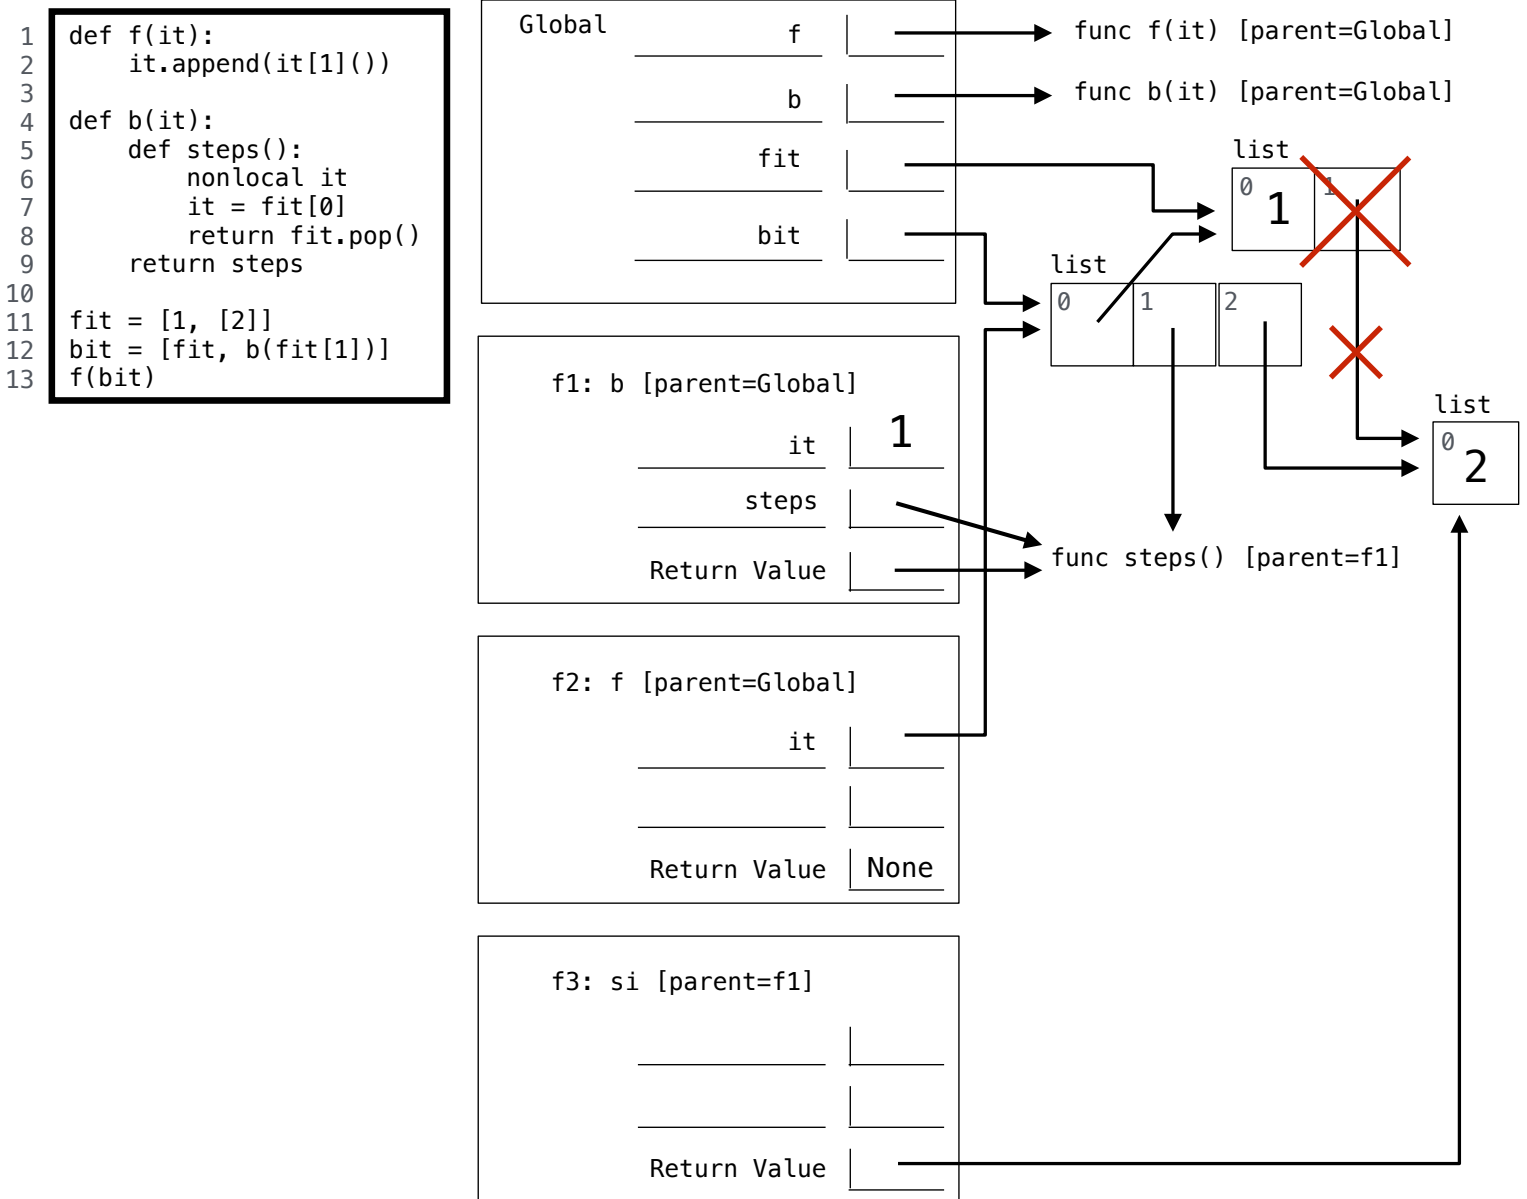 1 def f(it):
2     it.append(it[1]())
3
4 def b(it):
5     def steps():
6         nonlocal it
7         it = fit[0]
8         return fit.pop()
9     return steps
10
11 fit = [1, [2]]
12 bit = [fit, b(fit[1])]
13 f(bit)
Global
f
func f(it) [parent=Global]
b
func b(it) [parent=Global]
fit
list
0 1 1
bit
list
0 1 2
f1: b [parent=Global]
it 1
steps
Return Value
func steps() [parent=f1]
list
0 2
f2: f [parent=Global]
it
Return Value None
f3: si [parent=f1]
Return Value